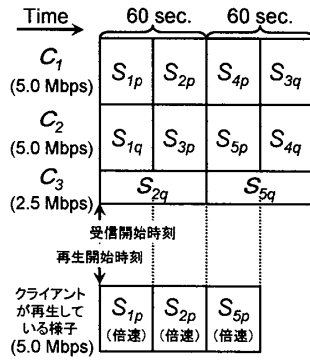 Time 60 sec. 60 sec.
C1 S1p S2p S4p S3q
(5.0 Mbps)
C2 S1q S3p S5p S4q
(5.0 Mbps)
C3 S2q S5q
(2.5 Mbps)
受信開始時刻
再生開始時刻
クライアント
が再生して
いる様子
(5.0 Mbps)
S1p S2p S5p
(倍速) (倍速) (倍速)